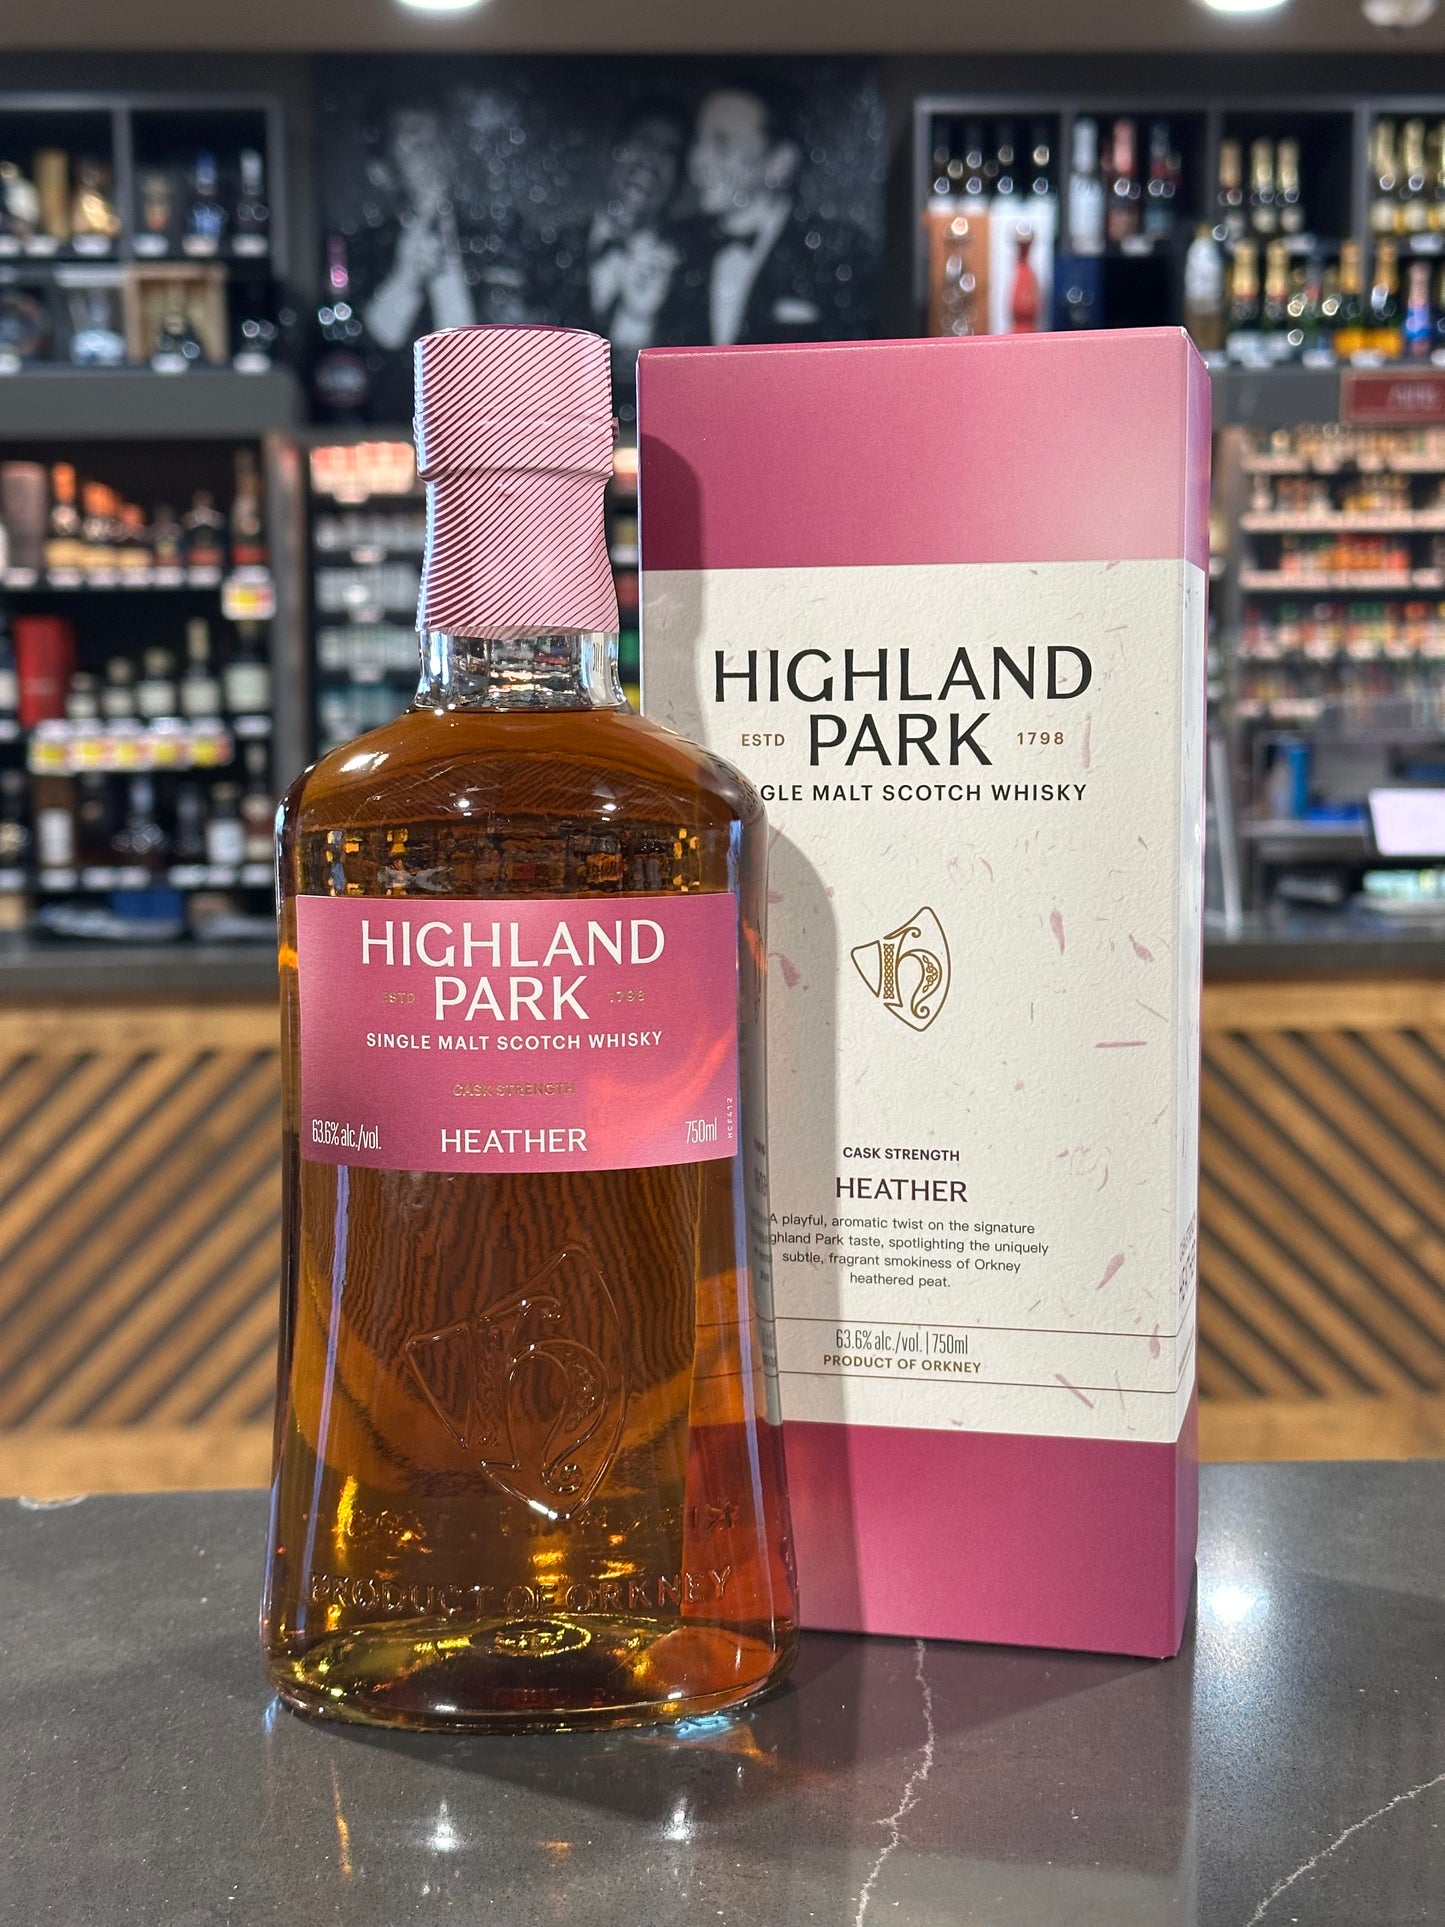 HIGHLAND
PARK
ESTD 1798
SINGLE MALT SCOTCH WHISKY
CASK STRENGTH
63.6% alc./vol. HEATHER 750ml
PRODUCT OF ORKNEY
HIGHLAND
PARK
ESTD 1798
GLE MALT SCOTCH WHISKY
CASK STRENGTH
HEATHER
A playful, aromatic twist on the signature
ghland Park taste, spotlighting the uniquely
subtle, fragrant smokiness of Orkney
heathered peat.
63.6% alc./vol. | 750ml
PRODUCT OF ORKNEY